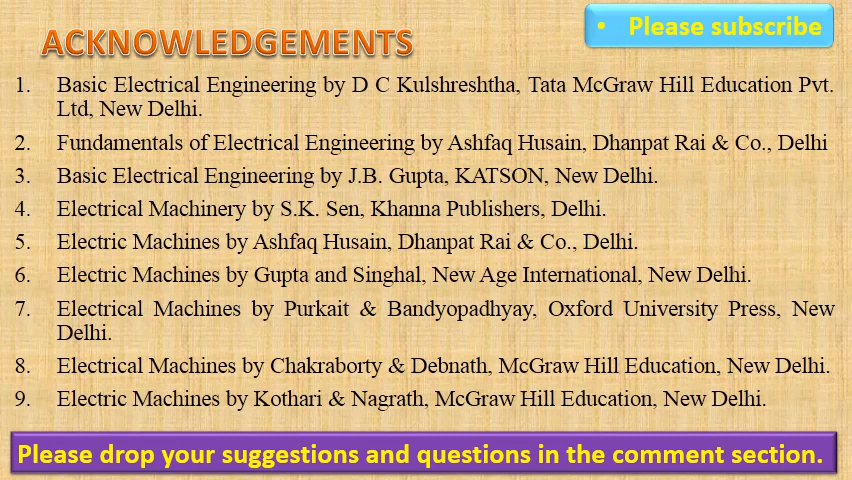 ACKNOWLEDGEMENTS
• Please subscribe
1. Basic Electrical Engineering by D C Kulshreshtha, Tata McGraw Hill Education Pvt.
Ltd, New Delhi.
2. Fundamentals of Electrical Engineering by Ashfaq Husain, Dhanpat Rai & Co., Delhi
3. Basic Electrical Engineering by J.B. Gupta, KATSON, New Delhi.
4. Electrical Machinery by S.K. Sen, Khanna Publishers, Delhi.
5. Electric Machines by Ashfaq Husain, Dhanpat Rai & Co., Delhi.
6. Electric Machines by Gupta and Singhal, New Age International, New Delhi.
7. Electrical Machines by Purkait & Bandyopadhyay, Oxford University Press, New
Delhi.
8. Electrical Machines by Chakraborty & Debnath, McGraw Hill Education, New Delhi.
9. Electric Machines by Kothari & Nagrath, McGraw Hill Education, New Delhi.
Please drop your suggestions and questions in the comment section.